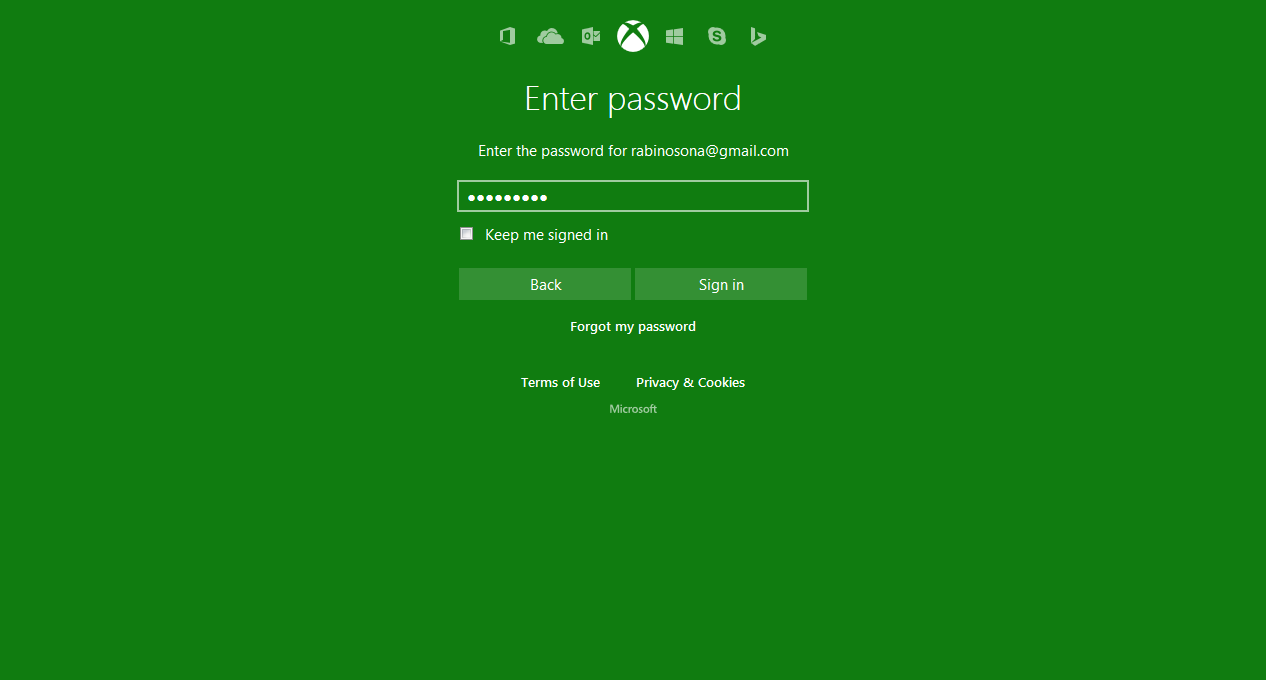 Enter password
Enter the password for rabinosona@gmail.com
●●●●●●●●●
Keep me signed in
Back Sign in
Forgot my password
Terms of Use Privacy & Cookies
Microsoft